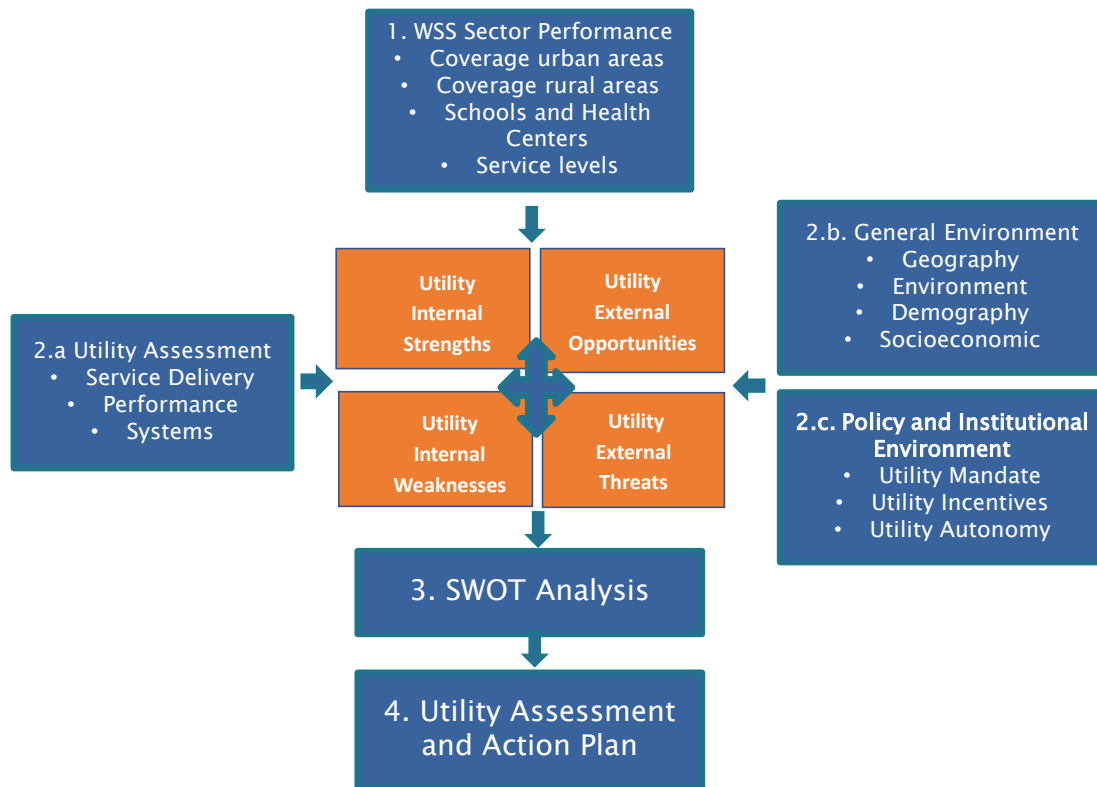 1. WSS Sector Performance
• Coverage urban areas
• Coverage rural areas
• Schools and Health
Centers
• Service levels
2.a Utility Assessment
• Service Delivery
• Performance
• Systems
Utility
Internal
Strengths
Utility
External
Opportunities
Utility
Internal
Weaknesses
Utility
External
Threats
2.b. General Environment
• Geography
• Environment
• Demography
• Socioeconomic
2.c. Policy and Institutional
Environment
• Utility Mandate
• Utility Incentives
• Utility Autonomy
3. SWOT Analysis
4. Utility Assessment
and Action Plan